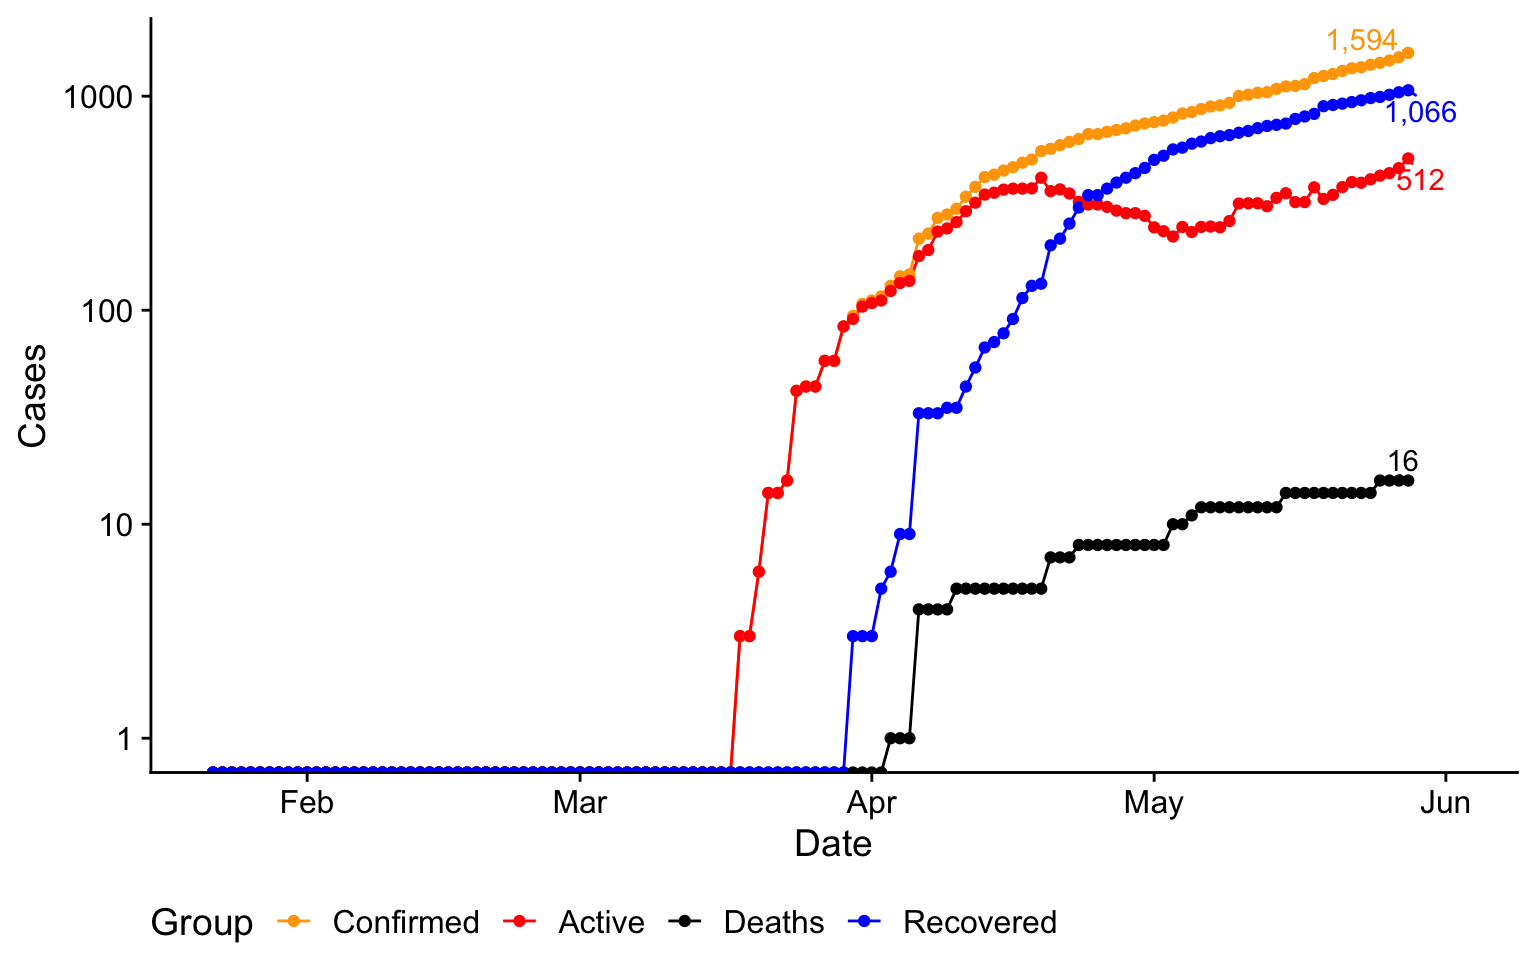 1,594
1000
1,066
512
100
Cases
16
10
1
Feb Mar Apr May Jun
Date
Group Confirmed Active Deaths Recovered